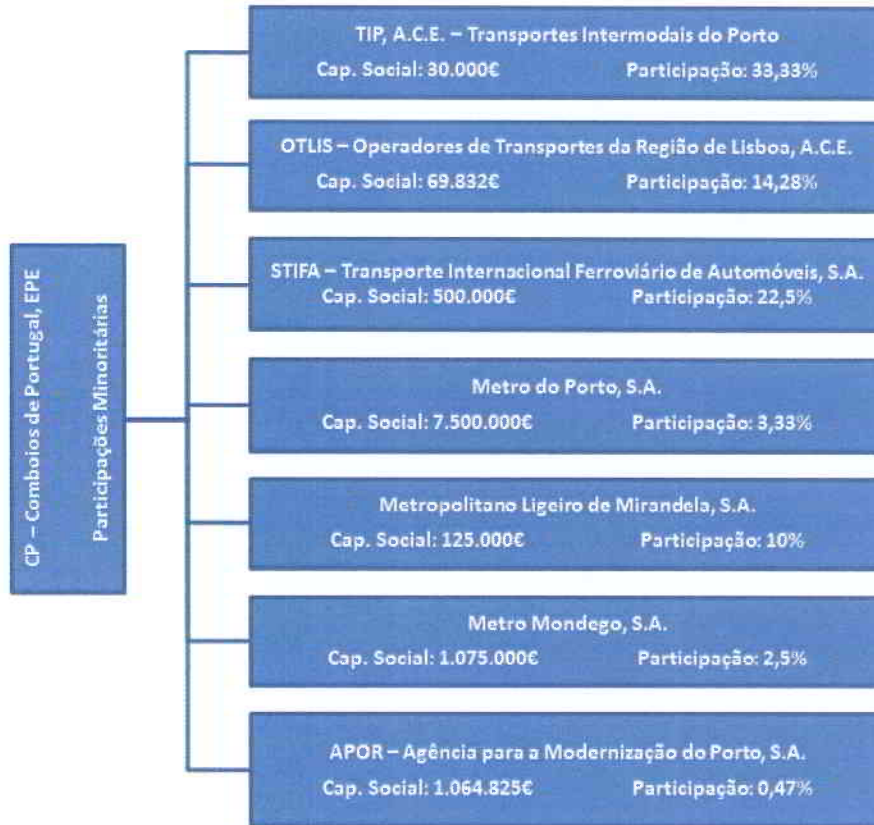 TIP, A.C.E. – Transportes Intermodais do Porto
Cap. Social: 30.000€ Participação: 33,33%
OTLIS – Operadores de Transportes da Região de Lisboa, A.C.E.
Cap. Social: 69.832€ Participação: 14,28%
STIFA – Transporte Internacional Ferroviário de Automóveis, S.A.
Cap. Social: 500.000€ Participação: 22,5%
CP – Comboios de Portugal, EPE
Participações Minoritárias
Metro do Porto, S.A.
Cap. Social: 7.500.000€ Participação: 3,33%
Metropolitano Ligeiro de Mirandela, S.A.
Cap. Social: 125.000€ Participação: 10%
Metro Mondego, S.A.
Cap. Social: 1.075.000€ Participação: 2,5%
APOR – Agência para a Modernização do Porto, S.A.
Cap. Social: 1.064.825€ Participação: 0,47%